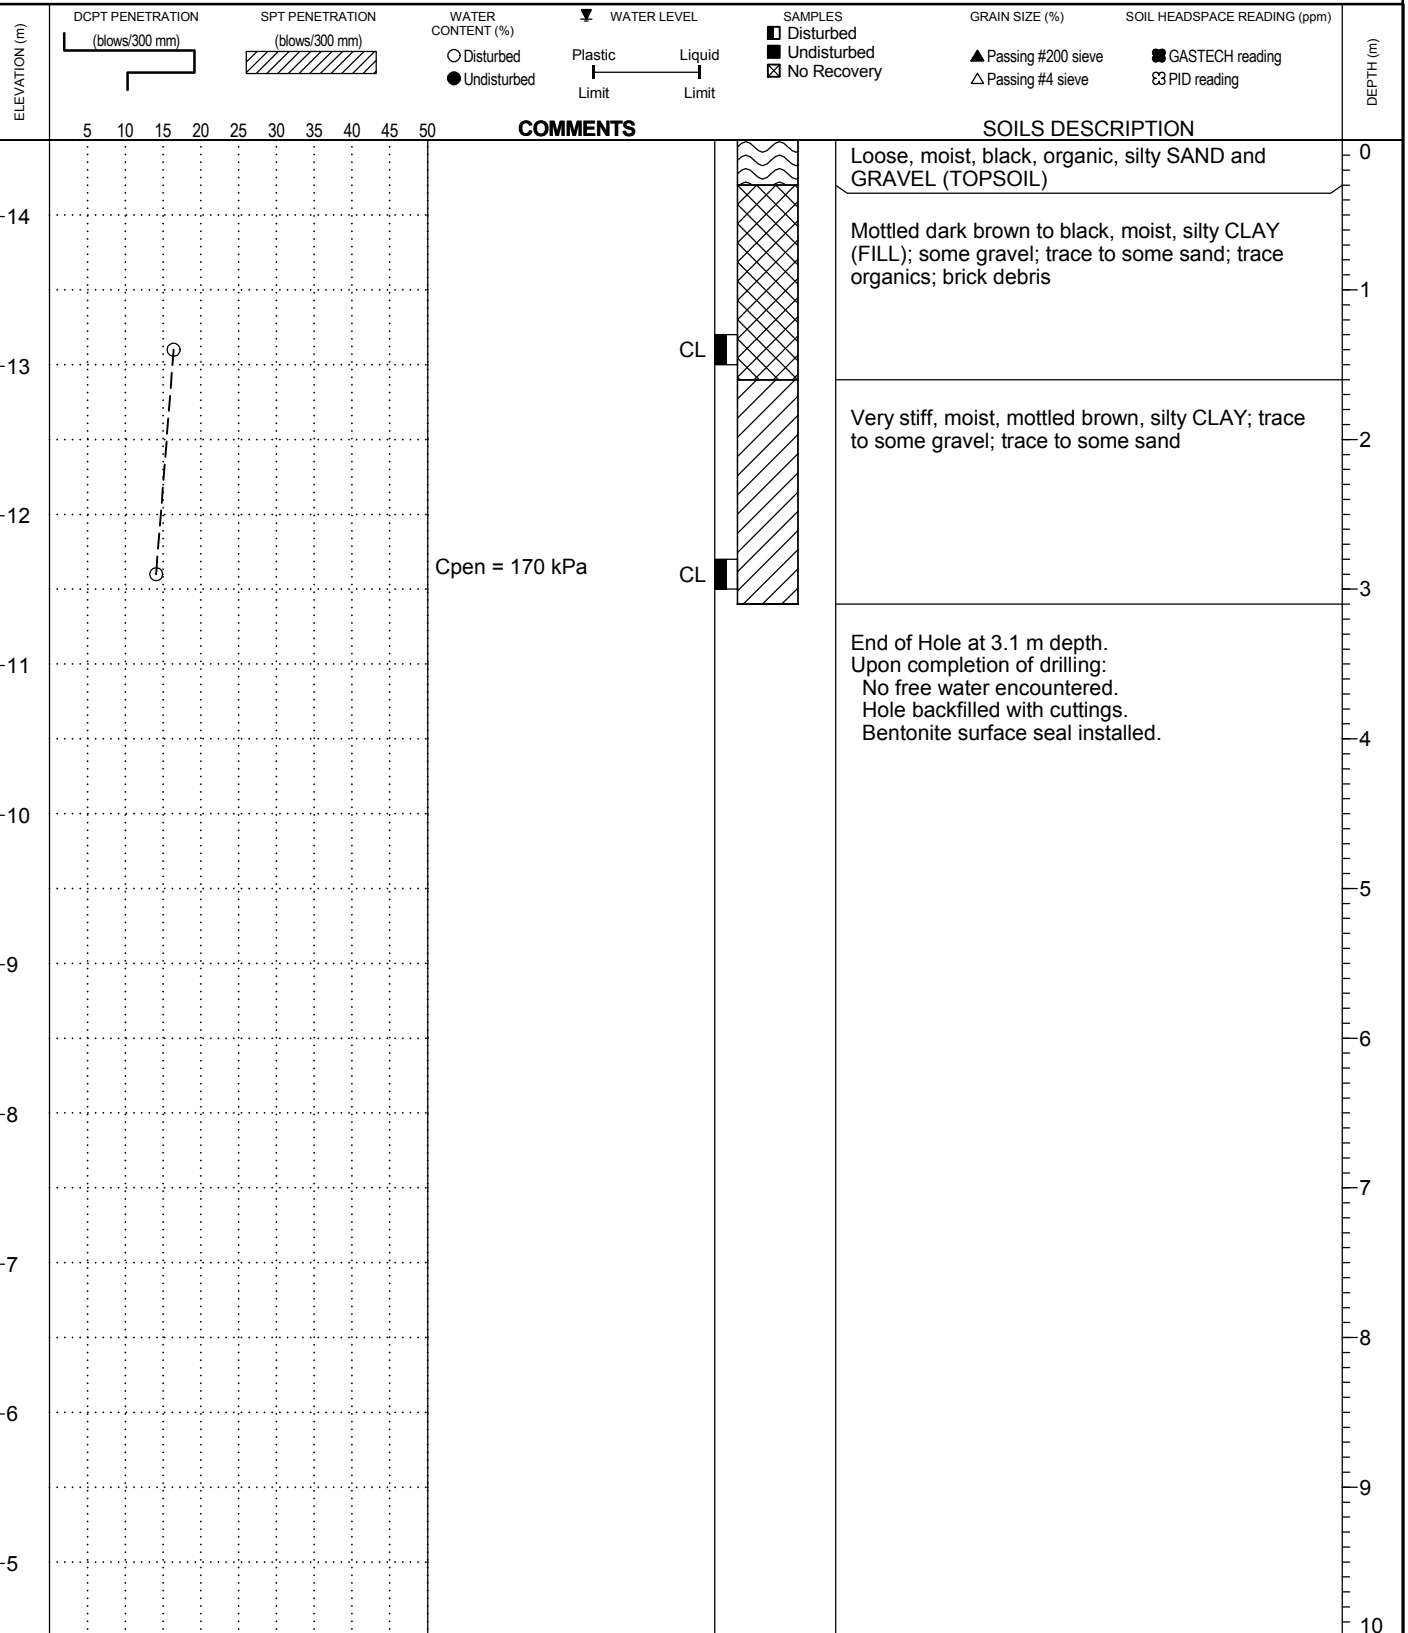 ELEVATION (m)
DCPT PENETRATION
(blows/300 mm)
SPT PENETRATION
(blows/300 mm)
WATER
CONTENT (%)
Disturbed
Undisturbed
WATER LEVEL
Plastic Liquid
Limit Limit
SAMPLES
Disturbed
Undisturbed
No Recovery
GRAIN SIZE (%)
Passing #200 sieve
Passing #4 sieve
SOIL HEADSPACE READING (ppm)
GASTECH reading
PID reading
DEPTH (m)
5 10 15 20 25 30 35 40 45 50
COMMENTS
SOILS DESCRIPTION
0
Loose, moist, black, organic, silty SAND and
GRAVEL (TOPSOIL)
14
Mottled dark brown to black, moist, silty CLAY
(FILL); some gravel; trace to some sand; trace
organics; brick debris
1
CL
13
Very stiff, moist, mottled brown, silty CLAY; trace
to some gravel; trace to some sand
2
12
Cpen = 170 kPa
CL
3
End of Hole at 3.1 m depth.
11
Upon completion of drilling:
No free water encountered.
Hole backfilled with cuttings.
Bentonite surface seal installed.
4
10
5
9
6
8
7
7
8
6
9
5
10